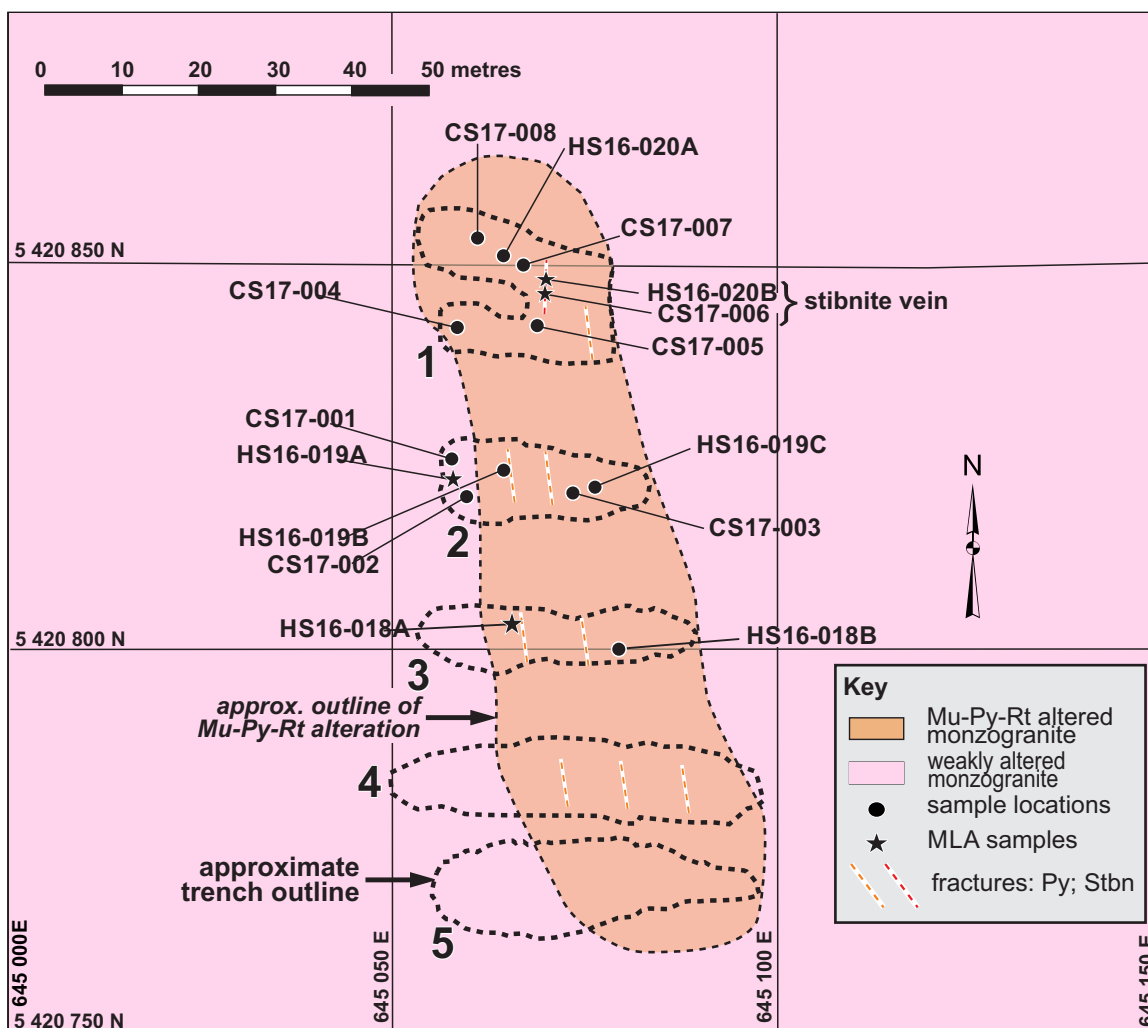 0 10 20 30 40 50 metres
CS17-008
HS16-020A
CS17-007
5 420 850 N
CS17-004
HS16-020B
CS17-006
} stibnite vein
CS17-005
1
CS17-001
HS16-019A
HS16-019C
N
HS16-019B
CS17-002
2
CS17-003
HS16-018A
HS16-018B
5 420 800 N
3
approx. outline of
Mu-Py-Rt alteration
4
approximate
trench outline
5
Key
Mu-Py-Rt altered
monzogranite
weakly altered
monzogranite
sample locations
MLA samples
fractures: Py; Stbn
645 000E
645 050 E
645 100 E
645 150 E
5 420 750 N